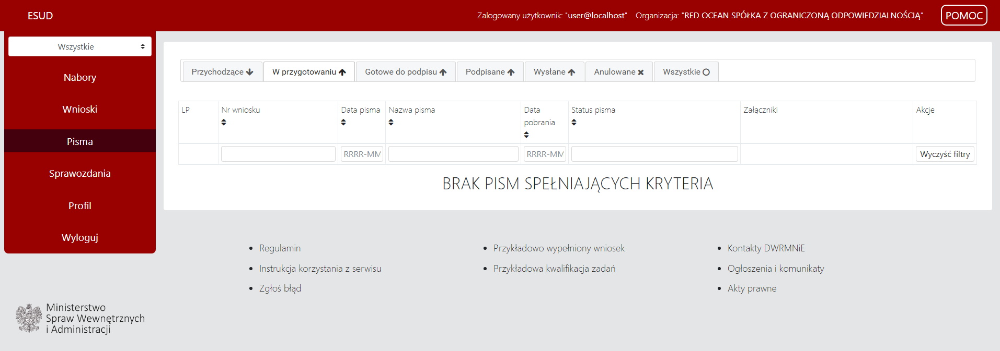 ESUD
Zalogowany użytkownik: "user@localhost" Organizacja: "RED OCEAN SPÓŁKA Z OGRANICZONĄ ODPOWIEDZIALNOŚCIĄ"
POMOC
Wszystkie
Nabory
Wnioski
Pisma
Sprawozdania
Profil
Wyloguj
Przychodzące
W przygotowaniu
Gotowe do podpisu
Podpisane
Wysłane
Anulowane
Wszystkie
LP
Nr wniosku
Data pisma
Nazwa pisma
Data
pobrania
Status pisma
Załączniki
Akcje
RRRR-MM
RRRR-MM
Wyczyść filtry
BRAK PISM SPEŁNIAJĄCYCH KRYTERIA
Regulamin
Instrukcja korzystania z serwisu
Zgłoś błąd
Przykładowo wypełniony wniosek
Przykładowa kwalifikacja zadań
Kontakty DWRMNiE
Ogłoszenia i komunikaty
Akty prawne
Ministerstwo
Spraw Wewnętrznych
i Administracji